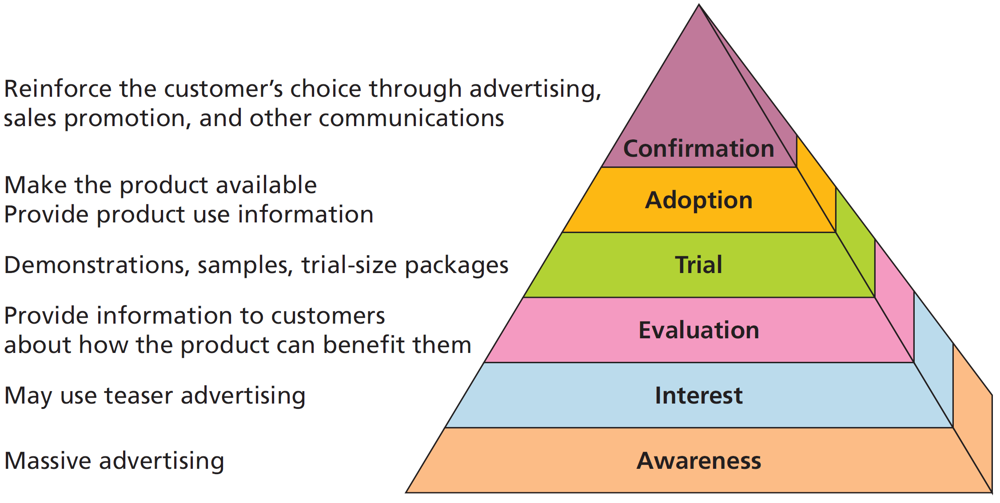 Reinforce the customer’s choice through advertising,
sales promotion, and other communications
Confirmation
Make the product available
Provide product use information
Adoption
Demonstrations, samples, trial-size packages
Trial
Provide information to customers
about how the product can benefit them
Evaluation
May use teaser advertising
Interest
Massive advertising
Awareness